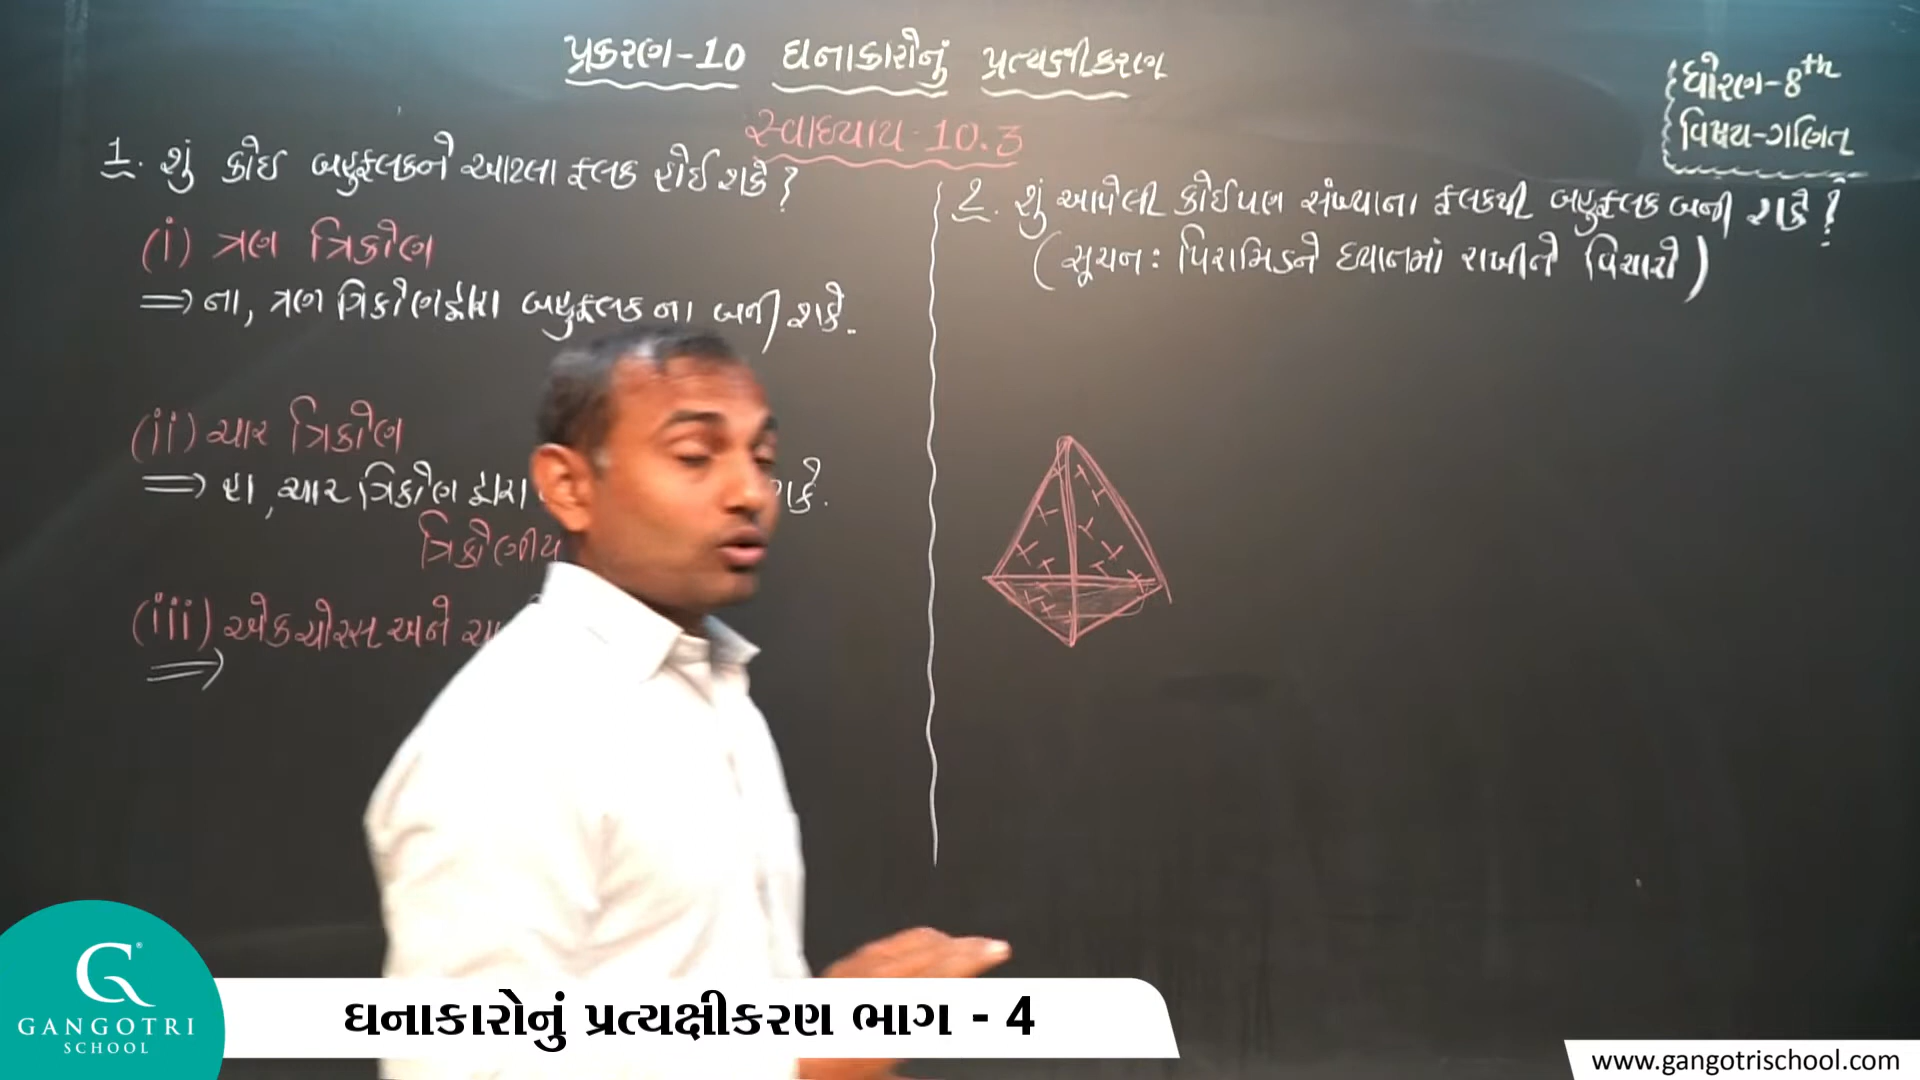 પ્રકરણ-10 ઘનાકારોનું પ્રત્યક્ષીકરણ
ધોરણ-8th
વિષય-ગણિત
સ્વાધ્યાય-10.3
1. શું કોઈ બહુફલકને આટલા ફલક હોઈ શકે?
(i) ત્રણ ત્રિકોણ
⇒ ના, ત્રણ ત્રિકોણ દ્વારા બહુફલક ના બની શકે.
(ii) ચાર ત્રિકોણ
⇒ હા, ચાર ત્રિકોણ દ્વારા શકે.
ત્રિકોણીય
(iii) એક ચોરસ અને
⇒
2. શું આપેલી કોઈપણ સંખ્યાના ફલકથી બહુફલક બની શકે?
(સૂચન: પિરામિડને ધ્યાનમાં રાખીને વિચારો)
G
GANGOTRI
SCHOOL
ઘનાકારોનું પ્રત્યક્ષીકરણ ભાગ - 4
www.gangotrischool.com